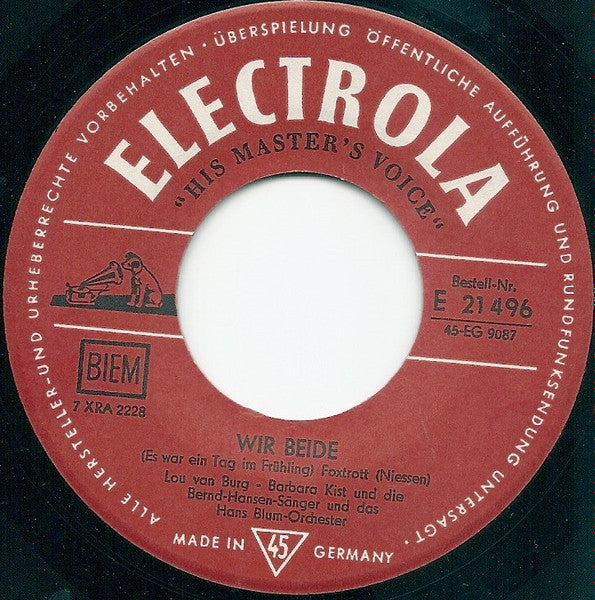 ALLE HERSTELLER-UND URHEBERRECHTE VORBEHALTEN · ÜBERSPIELUNG ÖFFENTLICHE AUFFÜHRUNG UND RUNDFUNKSENDUNG UNTERSAGT ·
ELECTROLA
„HIS MASTER'S VOICE“
Bestell-Nr.
E 21 496
45-EG 9087
BIEM
7 XRA 2228
WIR BEIDE
(Es war ein Tag im Frühling) Foxtrott (Niessen)
Lou van Burg - Barbara Kist und die
Bernd-Hansen-Sänger und das
Hans Blum-Orchester
MADE IN 45 GERMANY